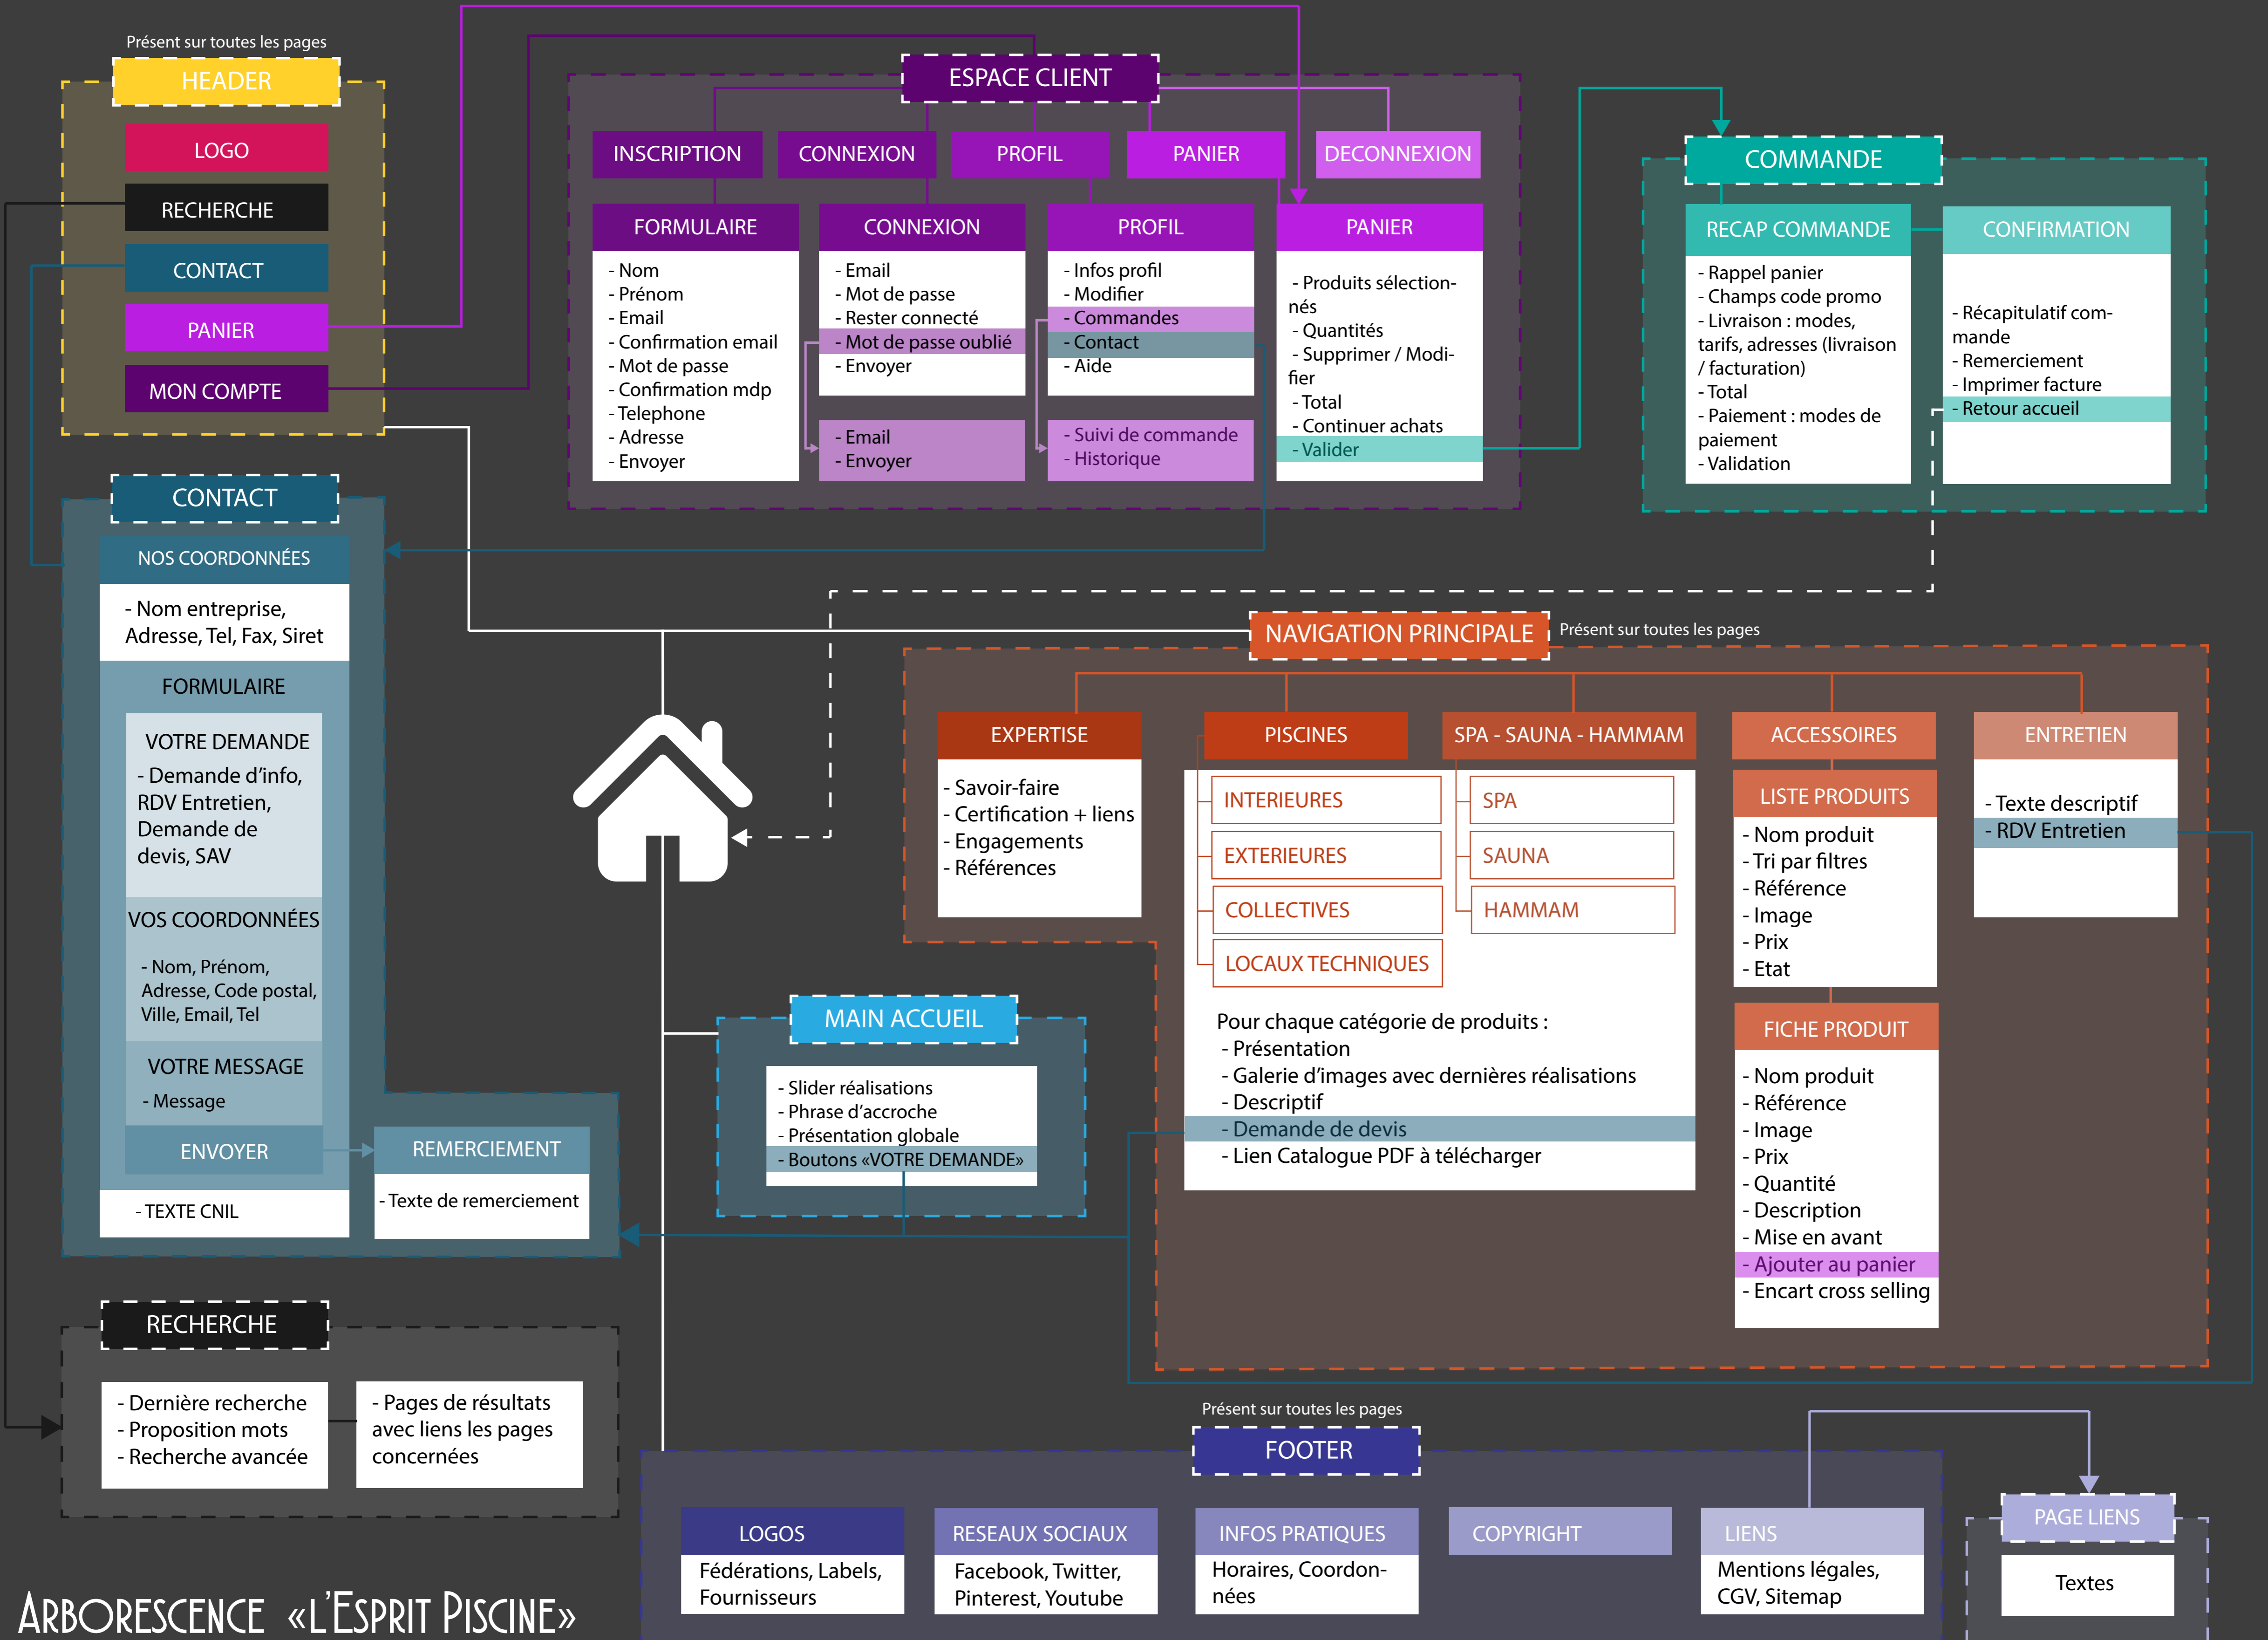 Présent sur toutes les pages
HEADER
LOGO
RECHERCHE
CONTACT
PANIER
MON COMPTE
ESPACE CLIENT
INSCRIPTION
CONNEXION
PROFIL
PANIER
DECONNEXION
FORMULAIRE
- Nom
- Prénom
- Email
- Confirmation email
- Mot de passe
- Confirmation mdp
- Telephone
- Adresse
- Envoyer
CONNEXION
- Email
- Mot de passe
- Rester connecté
- Mot de passe oublié
- Envoyer
- Email
- Envoyer
PROFIL
- Infos profil
- Modifier
- Commandes
- Contact
- Aide
- Suivi de commande
- Historique
PANIER
- Produits sélection-
nés
- Quantités
- Supprimer / Modi-
fier
- Total
- Continuer achats
- Valider
COMMANDE
RECAP COMMANDE
- Rappel panier
- Champs code promo
- Livraison : modes,
tarifs, adresses (livraison
/ facturation)
- Total
- Paiement : modes de
paiement
- Validation
CONFIRMATION
- Récapitulatif com-
mande
- Remerciement
- Imprimer facture
- Retour accueil
CONTACT
NOS COORDONNÉES
- Nom entreprise,
Adresse, Tel, Fax, Siret
FORMULAIRE
VOTRE DEMANDE
- Demande d'info,
RDV Entretien,
Demande de
devis, SAV
VOS COORDONNÉES
- Nom, Prénom,
Adresse, Code postal,
Ville, Email, Tel
VOTRE MESSAGE
- Message
ENVOYER
- TEXTE CNIL
REMERCIEMENT
- Texte de remerciement
NAVIGATION PRINCIPALE
Présent sur toutes les pages
EXPERTISE
- Savoir-faire
- Certification + liens
- Engagements
- Références
PISCINES
INTERIEURES
EXTERIEURES
COLLECTIVES
LOCAUX TECHNIQUES
SPA - SAUNA - HAMMAM
SPA
SAUNA
HAMMAM
Pour chaque catégorie de produits :
- Présentation
- Galerie d'images avec dernières réalisations
- Descriptif
- Demande de devis
- Lien Catalogue PDF à télécharger
ACCESSOIRES
LISTE PRODUITS
- Nom produit
- Tri par filtres
- Référence
- Image
- Prix
- Etat
FICHE PRODUIT
- Nom produit
- Référence
- Image
- Prix
- Quantité
- Description
- Mise en avant
- Ajouter au panier
- Encart cross selling
ENTRETIEN
- Texte descriptif
- RDV Entretien
MAIN ACCUEIL
- Slider réalisations
- Phrase d'accroche
- Présentation globale
- Boutons «VOTRE DEMANDE»
RECHERCHE
- Dernière recherche
- Proposition mots
- Recherche avancée
- Pages de résultats
avec liens les pages
concernées
Présent sur toutes les pages
FOOTER
LOGOS
Fédérations, Labels,
Fournisseurs
RESEAUX SOCIAUX
Facebook, Twitter,
Pinterest, Youtube
INFOS PRATIQUES
Horaires, Coordon-
nées
COPYRIGHT
LIENS
Mentions légales,
CGV, Sitemap
PAGE LIENS
Textes
ARBORESCENCE «L'ESPRIT PISCINE»